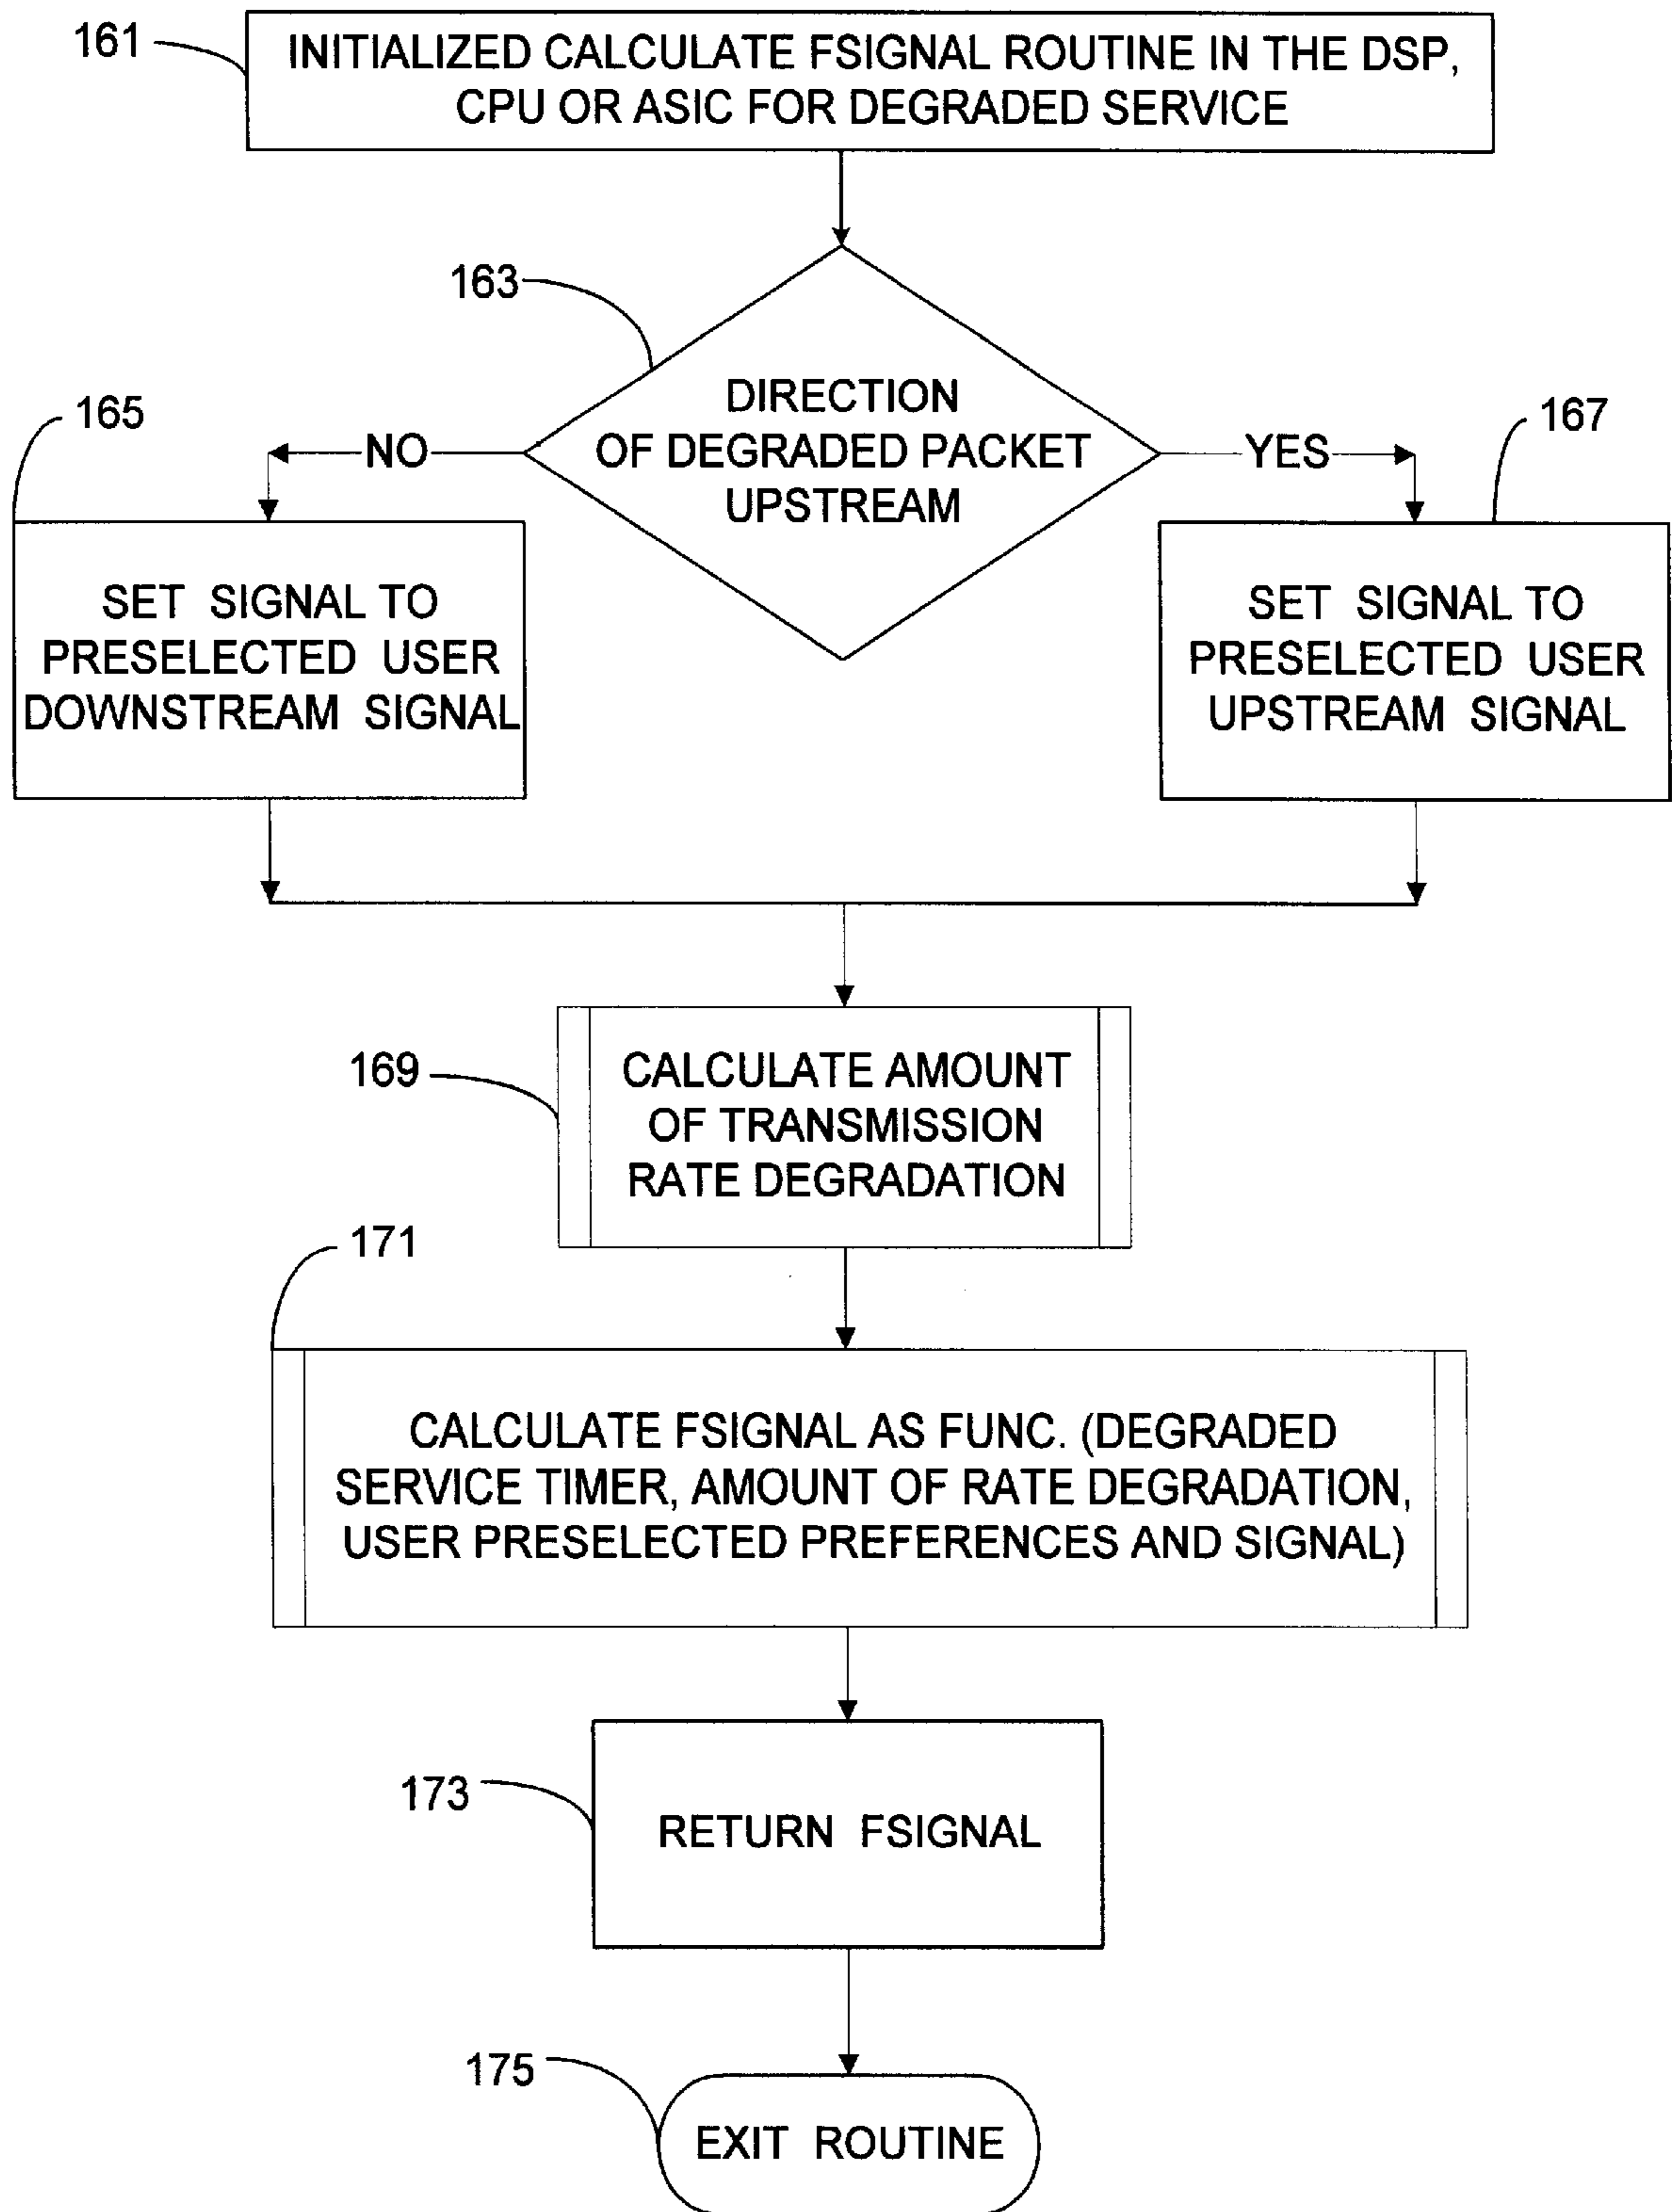 161
INITIALIZED CALCULATE FSIGNAL ROUTINE IN THE DSP,
CPU OR ASIC FOR DEGRADED SERVICE
163
DIRECTION
OF DEGRADED PACKET
UPSTREAM
NO
YES
165
SET SIGNAL TO
PRESELECTED USER
DOWNSTREAM SIGNAL
167
SET SIGNAL TO
PRESELECTED USER
UPSTREAM SIGNAL
169
CALCULATE AMOUNT
OF TRANSMISSION
RATE DEGRADATION
171
CALCULATE FSIGNAL AS FUNC. (DEGRADED
SERVICE TIMER, AMOUNT OF RATE DEGRADATION,
USER PRESELECTED PREFERENCES AND SIGNAL)
173
RETURN FSIGNAL
175
EXIT ROUTINE